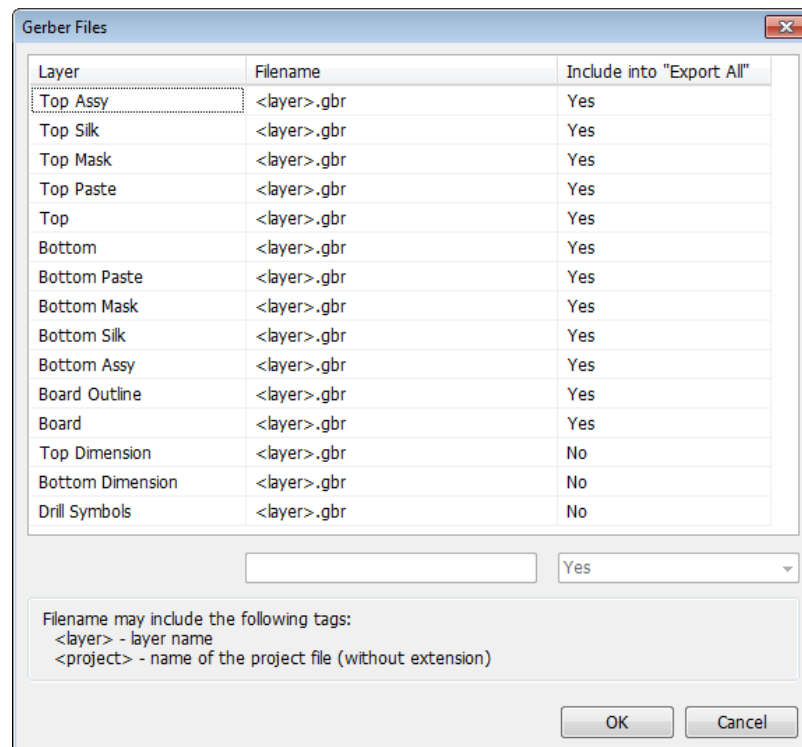 Gerber Files
Layer Filename Include into "Export All"
Top Assy <layer>.gbr Yes
Top Silk <layer>.gbr Yes
Top Mask <layer>.gbr Yes
Top Paste <layer>.gbr Yes
Top <layer>.gbr Yes
Bottom <layer>.gbr Yes
Bottom Paste <layer>.gbr Yes
Bottom Mask <layer>.gbr Yes
Bottom Silk <layer>.gbr Yes
Bottom Assy <layer>.gbr Yes
Board Outline <layer>.gbr Yes
Board <layer>.gbr Yes
Top Dimension <layer>.gbr No
Bottom Dimension <layer>.gbr No
Drill Symbols <layer>.gbr No
Yes
Filename may include the following tags:
<layer> - layer name
<project> - name of the project file (without extension)
OK Cancel